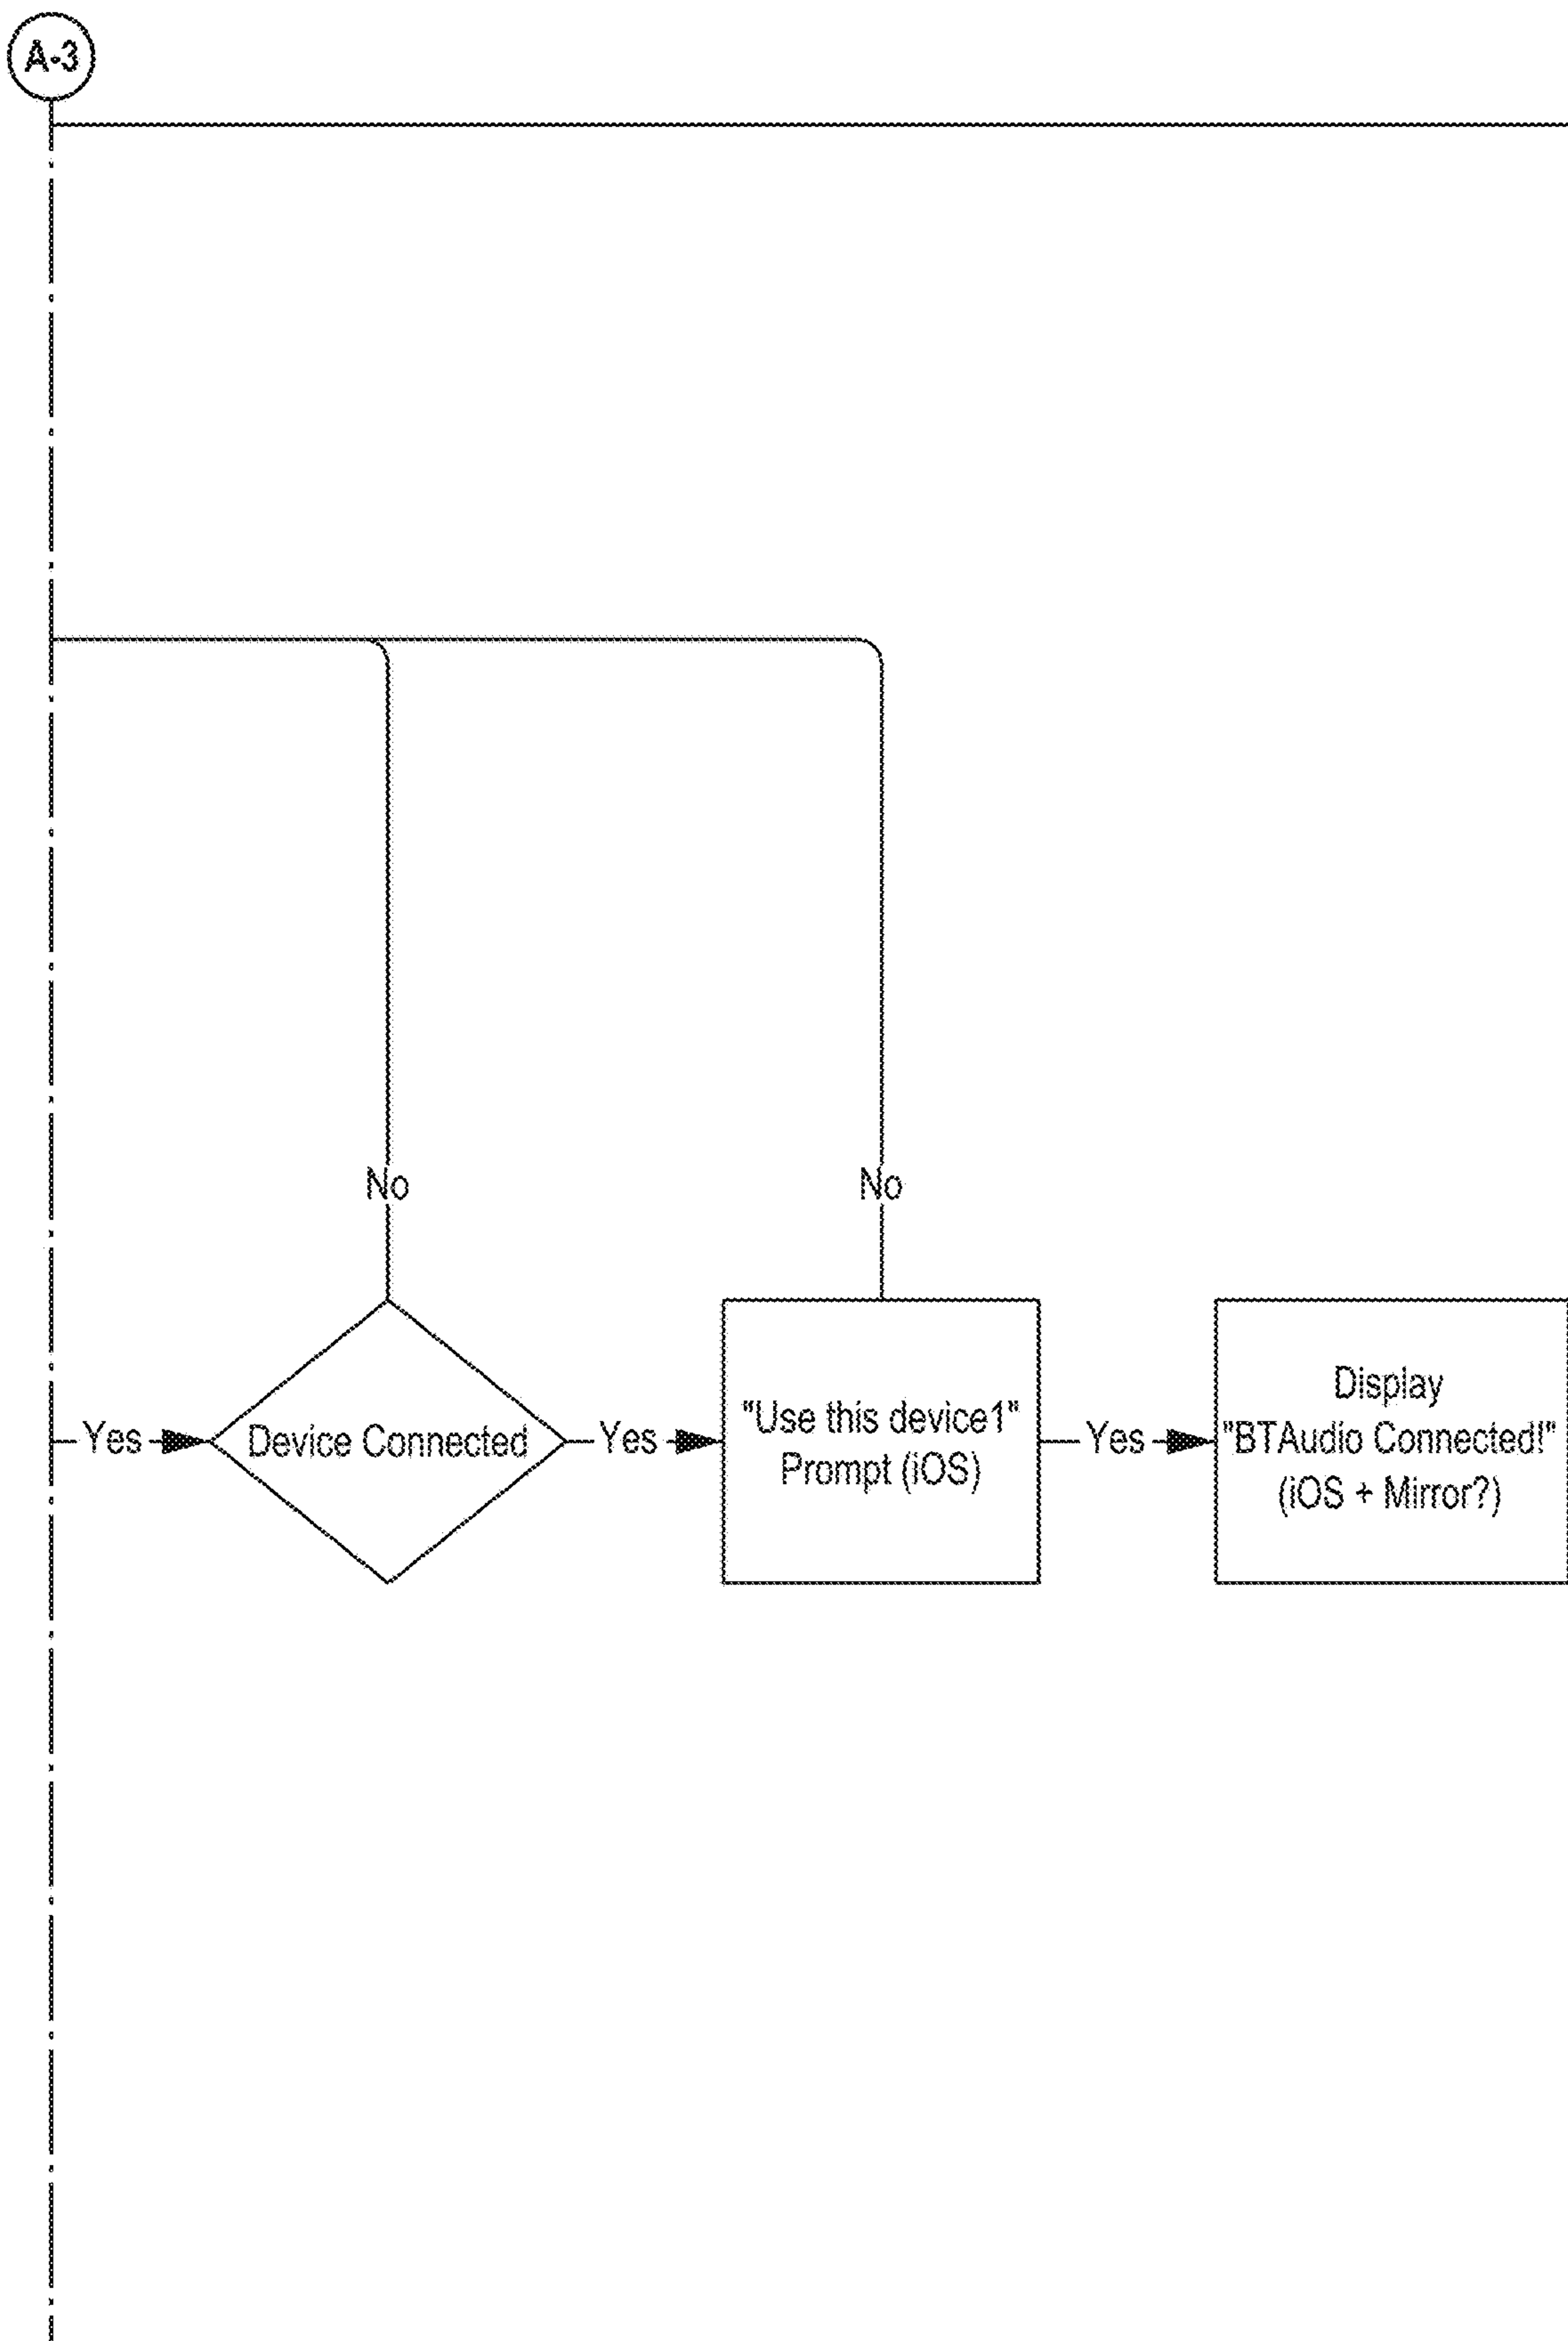 A-3
No
No
Yes
Device Connected
Yes
"Use this device1"
Prompt (iOS)
Yes
Display
"BTAudio Connected!"
(iOS + Mirror?)